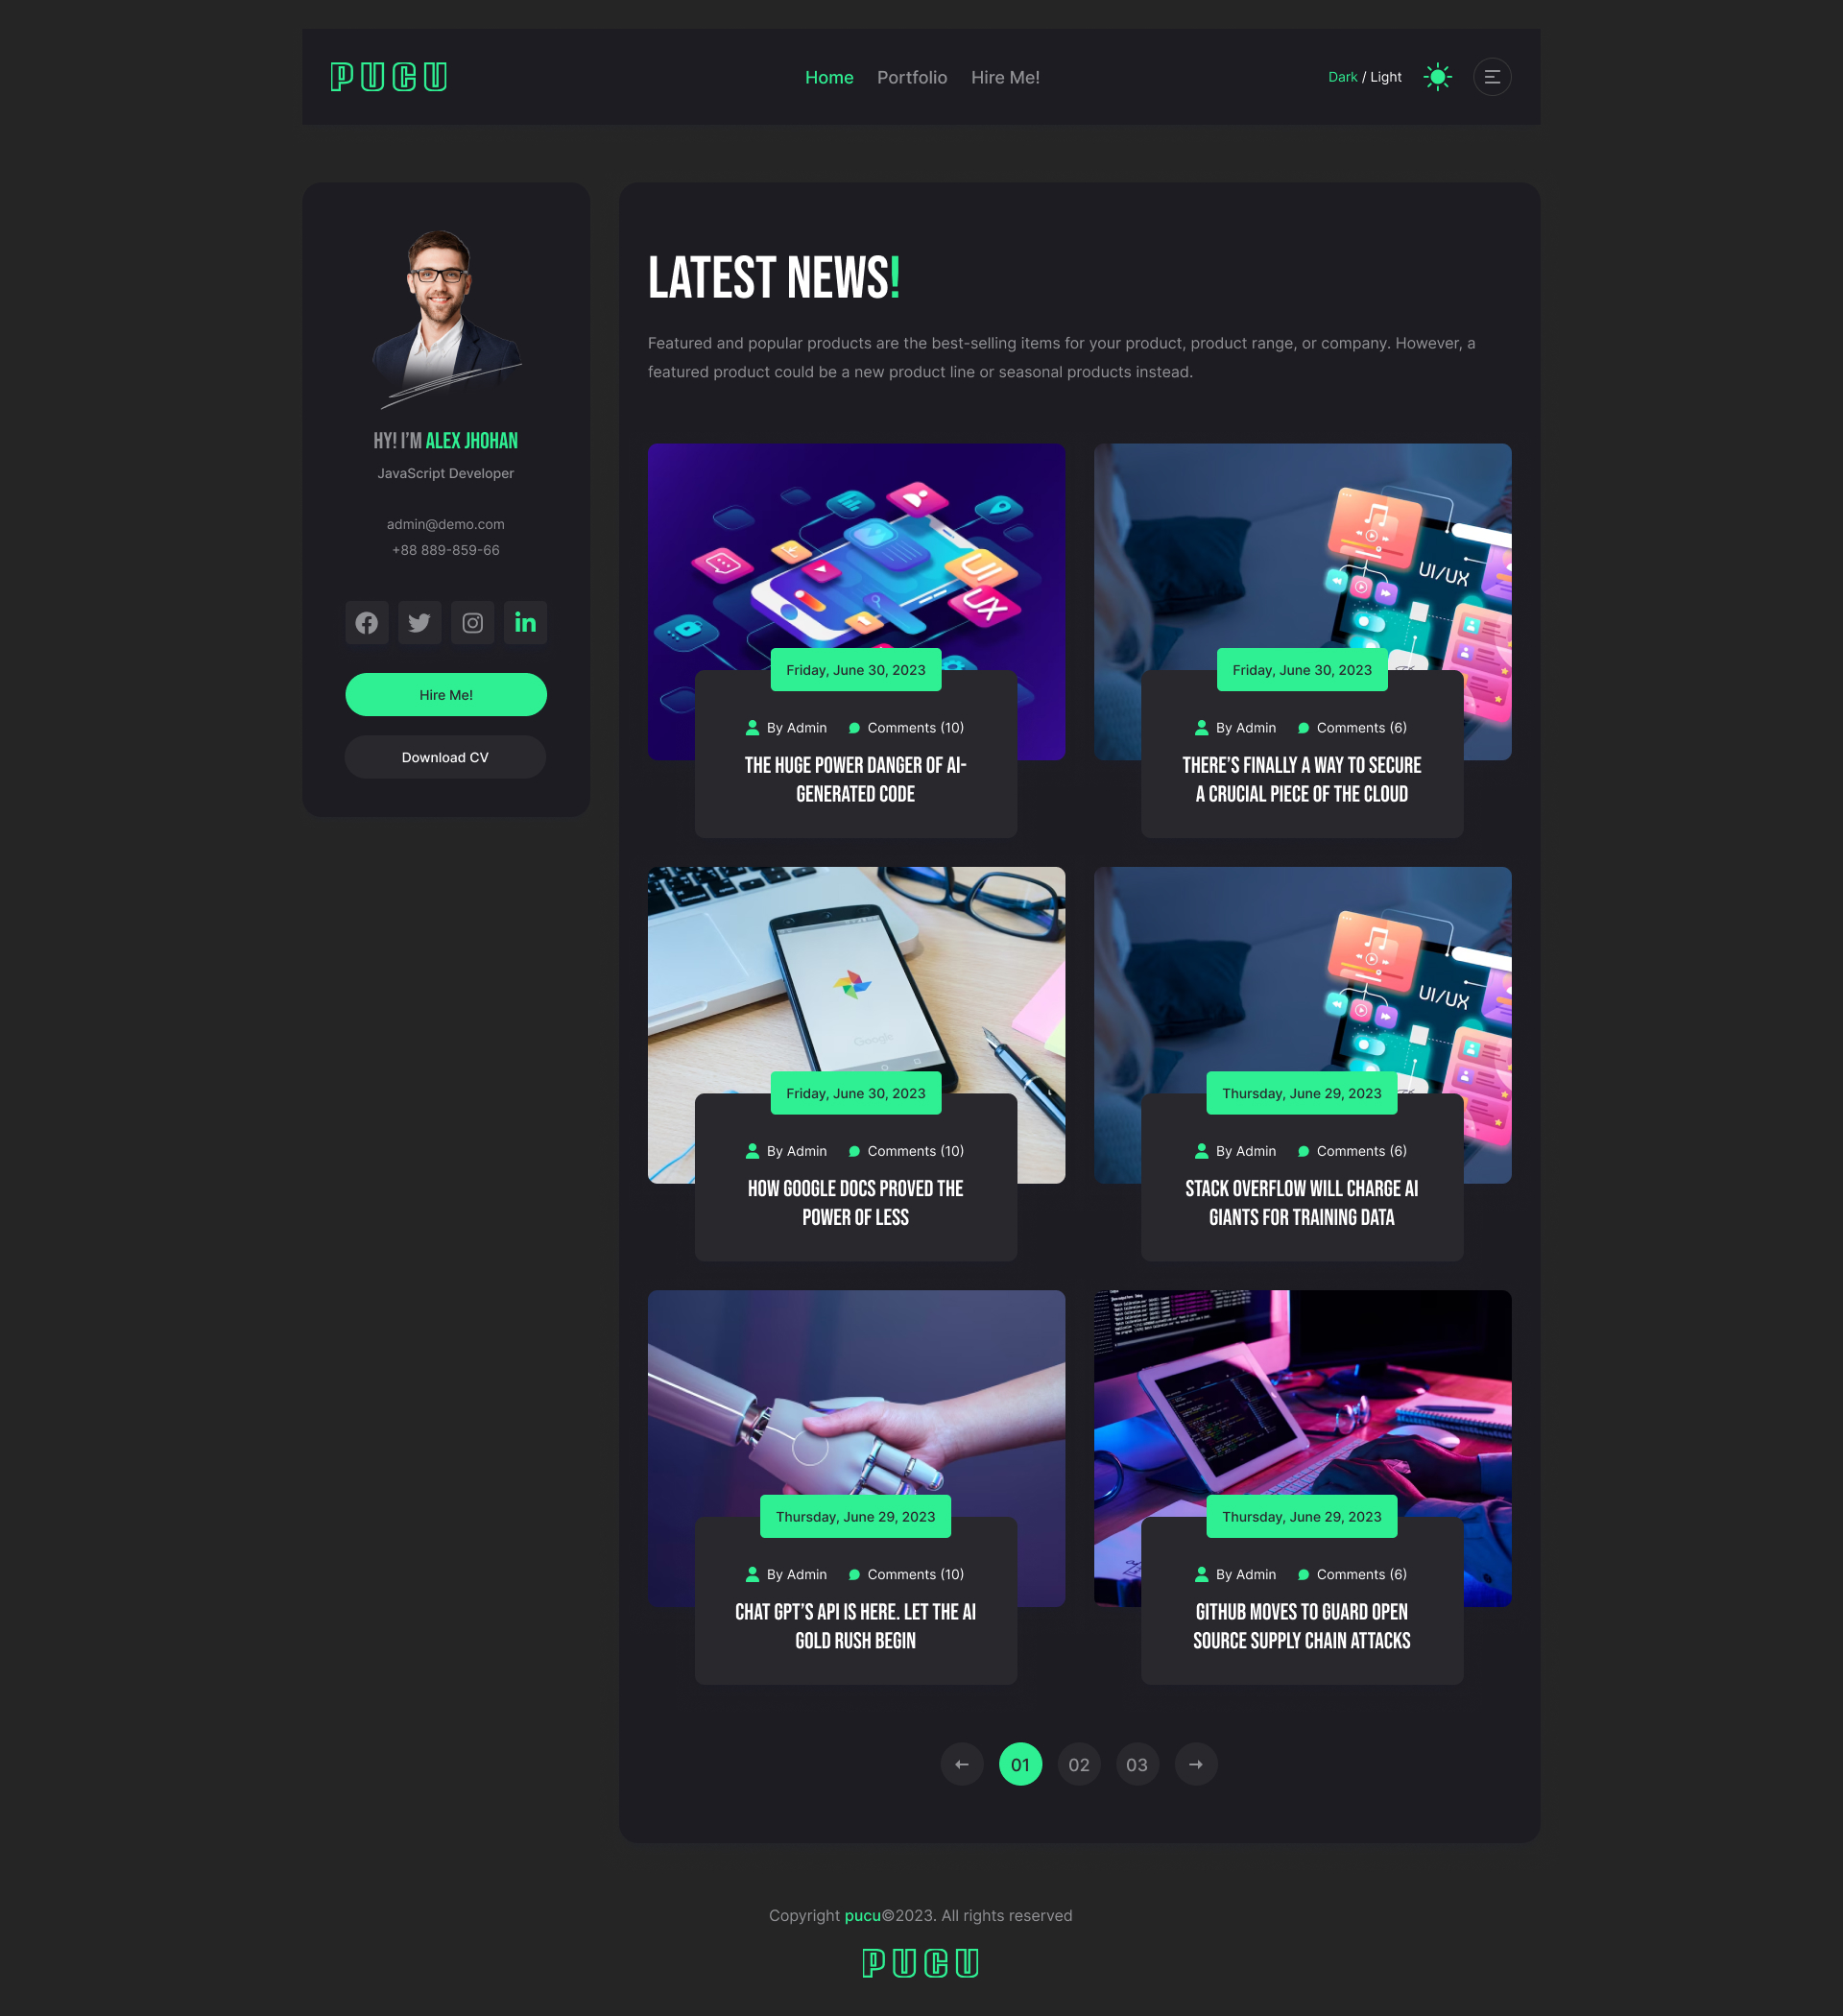 PUCU
Home Portfolio Hire Me!
Dark / Light
HY! I'M ALEX JHOHAN
JavaScript Developer
admin@demo.com
+88 889-859-66
Hire Me!
Download CV
LATEST NEWS!
Featured and popular products are the best-selling items for your product, product range, or company. However, a
featured product could be a new product line or seasonal products instead.
UI
UX
Friday, June 30, 2023
By Admin Comments (10)
THE HUGE POWER DANGER OF AI-
GENERATED CODE
UI/UX
Friday, June 30, 2023
By Admin Comments (6)
THERE'S FINALLY A WAY TO SECURE
A CRUCIAL PIECE OF THE CLOUD
Google
Friday, June 30, 2023
By Admin Comments (10)
HOW GOOGLE DOCS PROVED THE
POWER OF LESS
UI/UX
Thursday, June 29, 2023
By Admin Comments (6)
STACK OVERFLOW WILL CHARGE AI
GIANTS FOR TRAINING DATA
Thursday, June 29, 2023
By Admin Comments (10)
CHAT GPT'S API IS HERE. LET THE AI
GOLD RUSH BEGIN
Thursday, June 29, 2023
By Admin Comments (6)
GITHUB MOVES TO GUARD OPEN
SOURCE SUPPLY CHAIN ATTACKS
01 02 03
Copyright pucu©2023. All rights reserved
PUCU